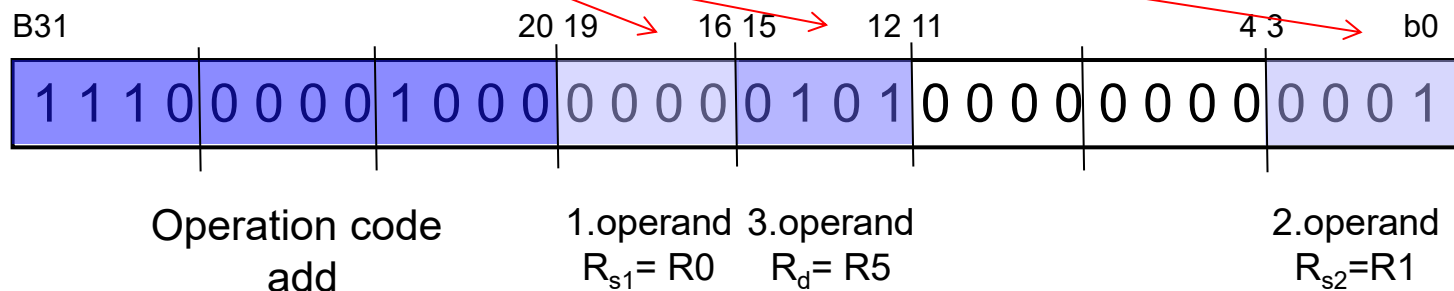 B31 20 19 16 15 12 11 4 3 b0
1 1 1 0 0 0 0 0 1 0 0 0 0 0 0 0 0 1 0 1 0 0 0 0 0 0 0 0 0 0 0 1
Operation code 1.operand 3.operand 2.operand
add Rs1= R0 Rd= R5 Rs2=R1